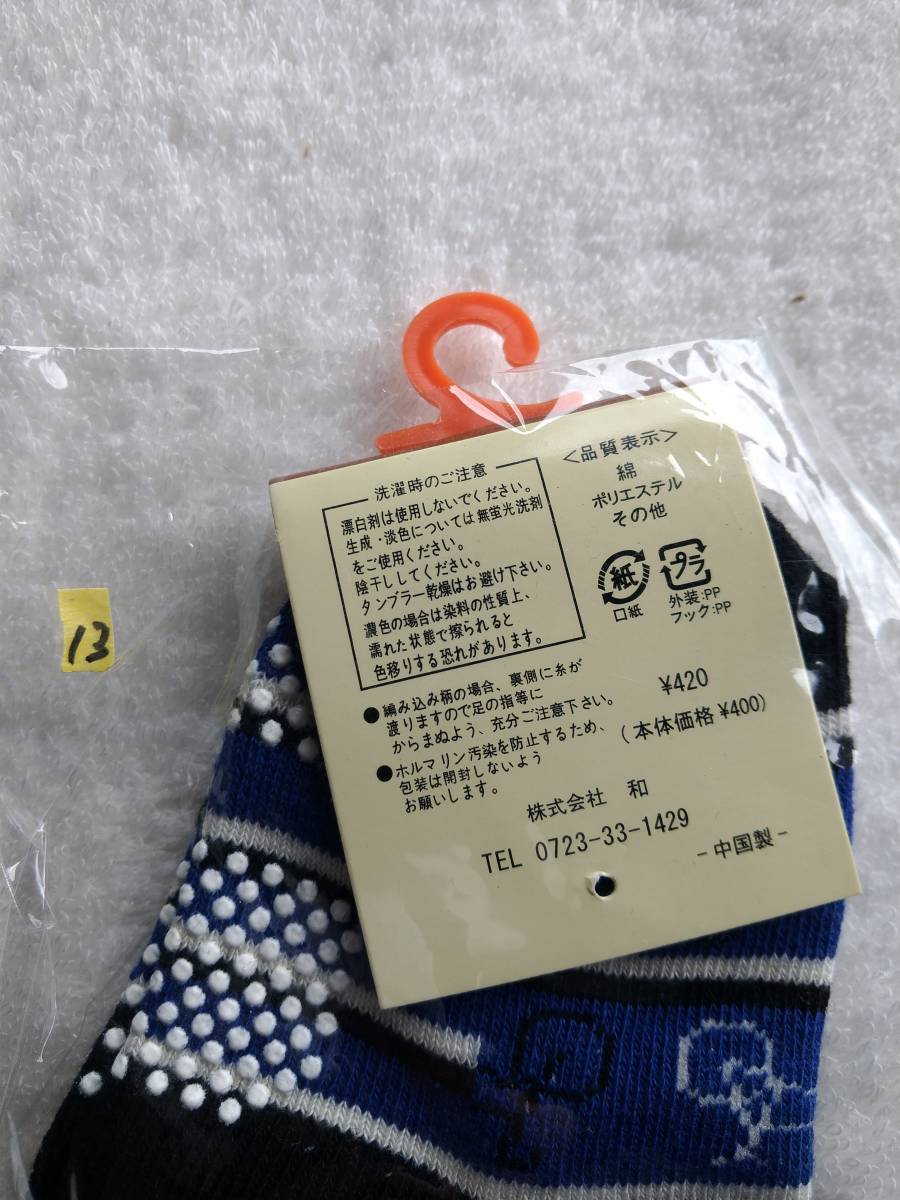 13
洗濯時のご注意
漂白剤は使用しないでください。
生成・淡色については無蛍光洗剤
をご使用ください。
陰干ししてください。
タンブラー乾燥はお避け下さい。
濃色の場合は染料の性質上、
濡れた状態で擦られると
色移りする恐れがあります。
●編み込み柄の場合、裏側に糸が
渡りますので足の指等に
からまぬよう、充分ご注意下さい。
●ホルマリン汚染を防止するため、
包装は開封しないよう
お願いします。
<品質表示>
綿
ポリエステル
その他
紙
口紙
プラ
外装:PP
フック:PP
¥420
(本体価格¥400)
株式会社 和
TEL 0723-33-1429
-中国製-